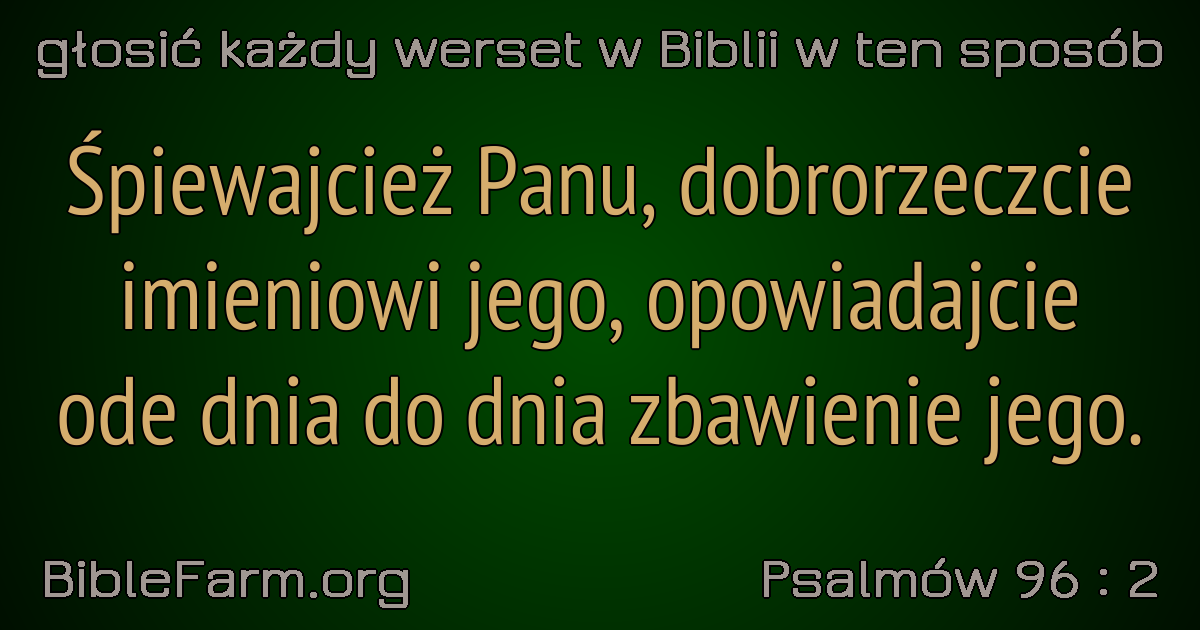 głosić każdy werset w Biblii w ten sposób
Śpiewajcież Panu, dobrorzeczcie
imieniowi jego, opowiadajcie
ode dnia do dnia zbawienie jego.
BibleFarm.org
Psalmów 96 : 2